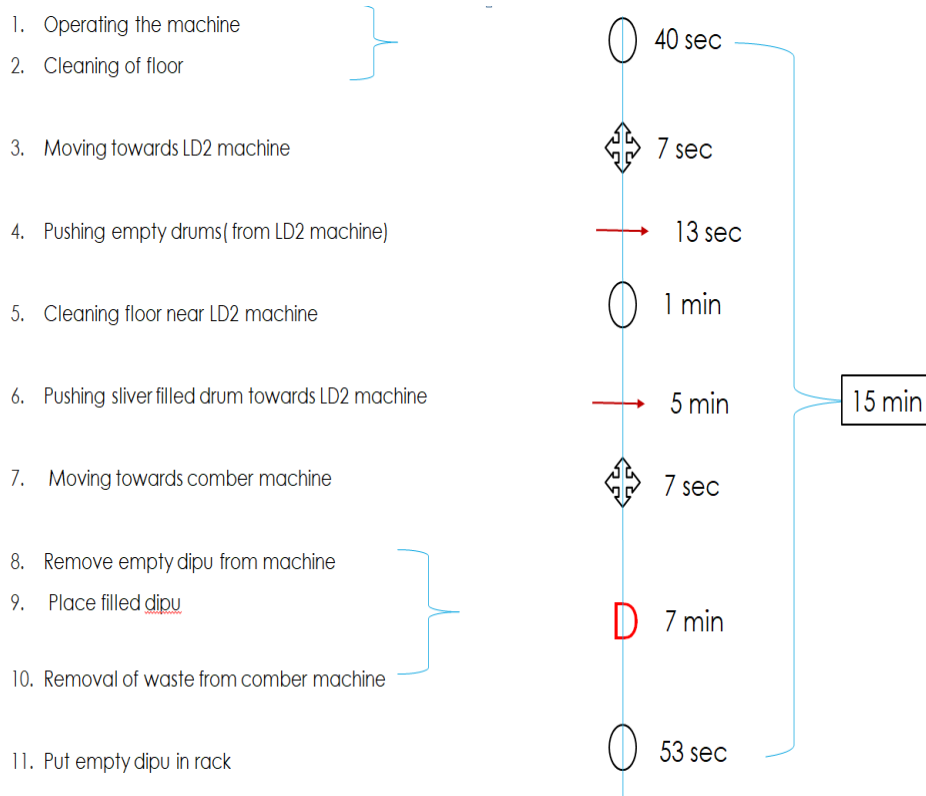 1. Operating the machine
40 sec
2. Cleaning of floor
3. Moving towards LD2 machine
7 sec
4. Pushing empty drums( from LD2 machine)
13 sec
5. Cleaning floor near LD2 machine
1 min
6. Pushing sliver filled drum towards LD2 machine
5 min
15 min
7. Moving towards comber machine
7 sec
8. Remove empty dipu from machine
9. Place filled dipu
D 7 min
10. Removal of waste from comber machine
11. Put empty dipu in rack
53 sec